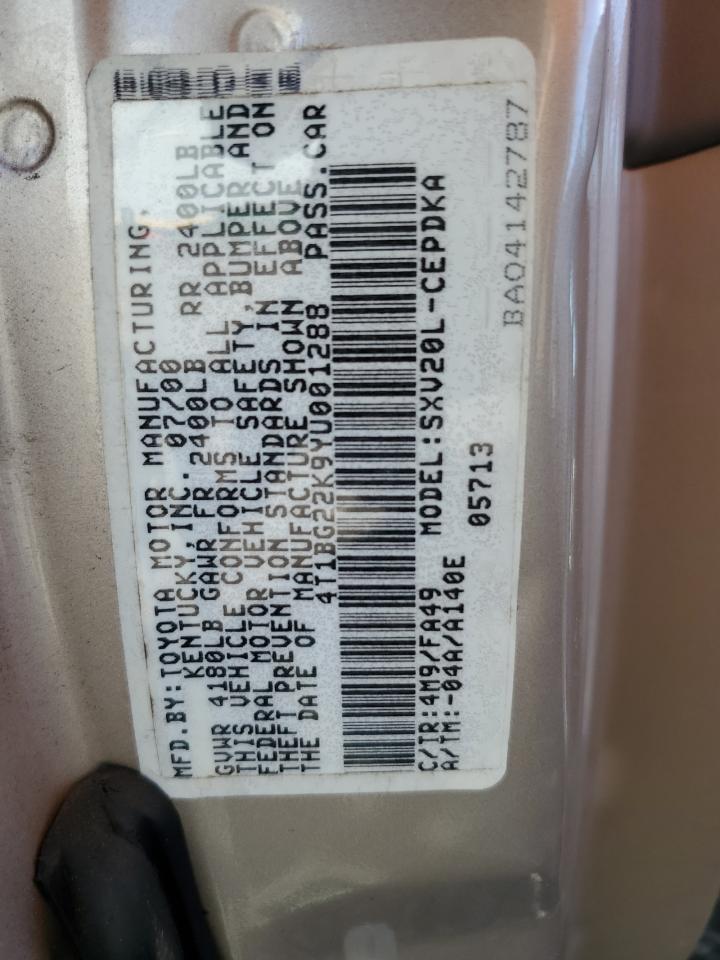 MFD.BY:TOYOTA MOTOR MANUFACTURING,
KENTUCKY,INC. 07/00
GVWR 4180LB GAWR FR 2400LB RR 2400LB
THIS VEHICLE CONFORMS TO ALL APPLICABLE
FEDERAL MOTOR VEHICLE SAFETY,BUMPER AND
THEFT PREVENTION STANDARDS IN EFFECT ON
THE DATE OF MANUFACTURE SHOWN ABOVE
4T1BG22K9YU001288 PASS.CAR
C/TR:4M9/FA49 MODEL:SXV20L-CEPDKA
A/TM:-04A/A140E 05713
BA04142787